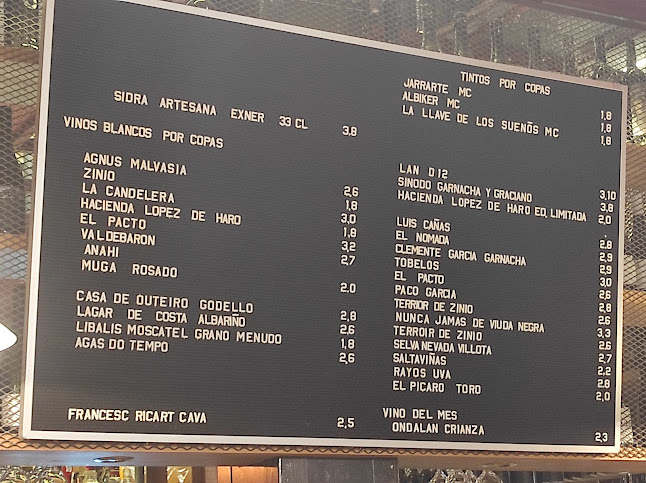 SIDRA ARTESANA EXNER 33 CL 3.8
VINOS BLANCOS POR COPAS
AGNUS MALVASIA 2,6
ZINIO 1,8
LA CANDELERA 3,0
HACIENDA LOPEZ DE HARO 1,8
EL PACTO 3,2
VALDEBARON 2,7
ANAHI
MUGA ROSADO 2,0
CASA DE OUTEIRO GODELLO 2,8
LAGAR DE COSTA ALBARIÑO 2,6
LIBALIS MOSCATEL GRANO MENUDO 1,8
AGAS DO TEMPO 2,6
FRANCESC RICART CAVA 2,5
TINTOS POR COPAS
JARRARTE MC 1,8
ALBIKER MC 1,8
LA LLAVE DE LOS SUEÑOS MC 1,8
LAN D12 3,10
SINODO GARNACHA Y GRACIANO 3,8
HACIENDA LOPEZ DE HARO ED, LIMITADA 2,0
LUIS CAÑAS 2,8
EL NOMADA 2,9
CLEMENTE GARCIA GARNACHA 2,9
TOBELOS 3,0
EL PACTO 2,6
PACO GARCIA 2,8
TERRIOR DE ZINIO 2,6
NUNCA JAMAS DE VIUDA NEGRA 3,3
TERROIR DE ZINIO 2,6
SELVA NEVADA VILLOTA 2,7
SALTAVIÑAS 2,2
RAYOS UVA 2,8
EL PICARO TORO 2,0
VINO DEL MES
ONDALAN CRIANZA 2,3